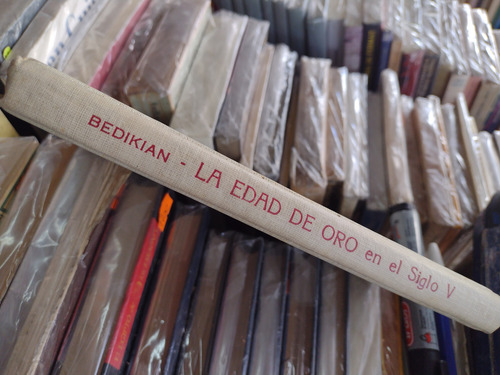 BEDIKIAN - LA EDAD DE ORO en el Siglo V